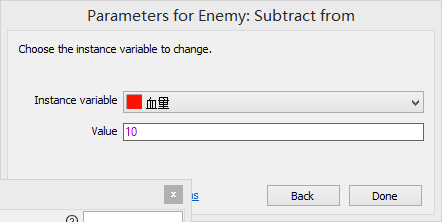 Parameters for Enemy: Subtract from
Choose the instance variable to change.
Instance variable 血量
Value 10
x
Back Done
?